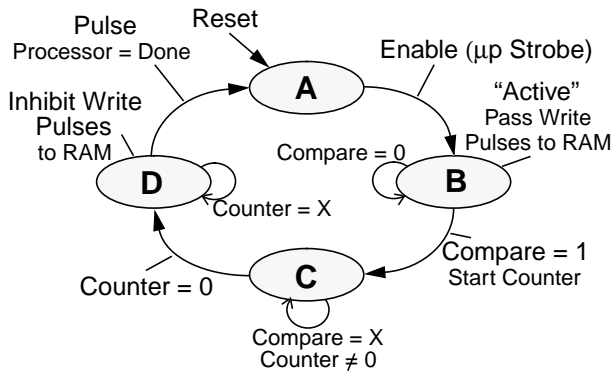 Pulse
Processor = Done
Reset
A
Enable (μp Strobe)
Inhibit Write
Pulses
to RAM
"Active"
Pass Write
Pulses to RAM
Compare = 0
D
B
Counter = X
Compare = 1
Start Counter
C
Counter = 0
Compare = X
Counter ≠ 0